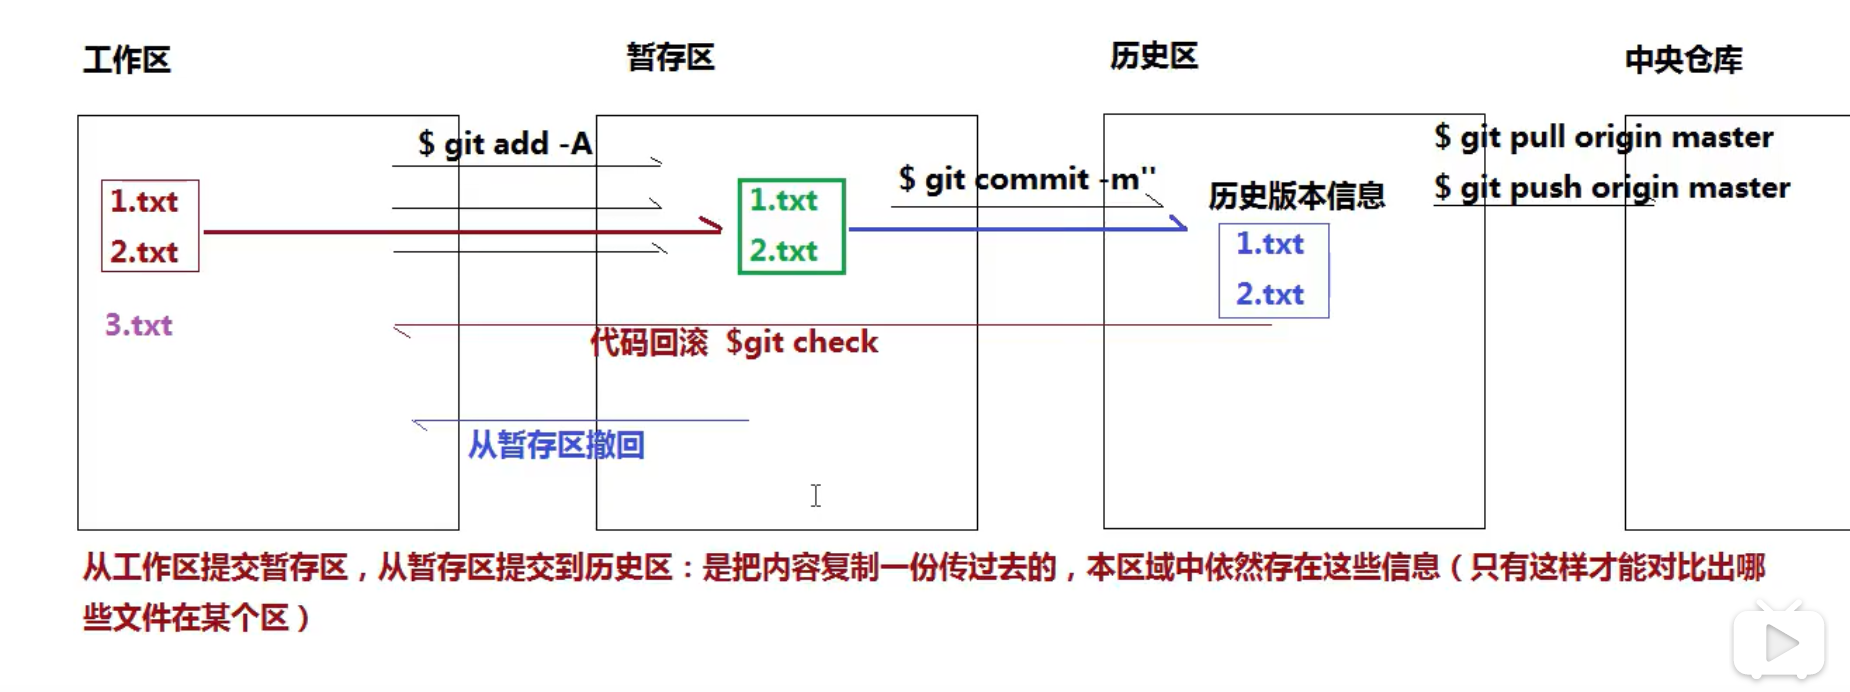 工作区
暂存区
历史区
中央仓库
$ git add -A
$ git commit -m''
$ git pull origin master
$ git push origin master
历史版本信息
1.txt
2.txt
1.txt
2.txt
1.txt
2.txt
3.txt
代码回滚 $git check
从暂存区撤回
从工作区提交暂存区，从暂存区提交到历史区：是把内容复制一份传过去的，本区域中依然存在这些信息（只有这样才能对比出哪
些文件在某个区）